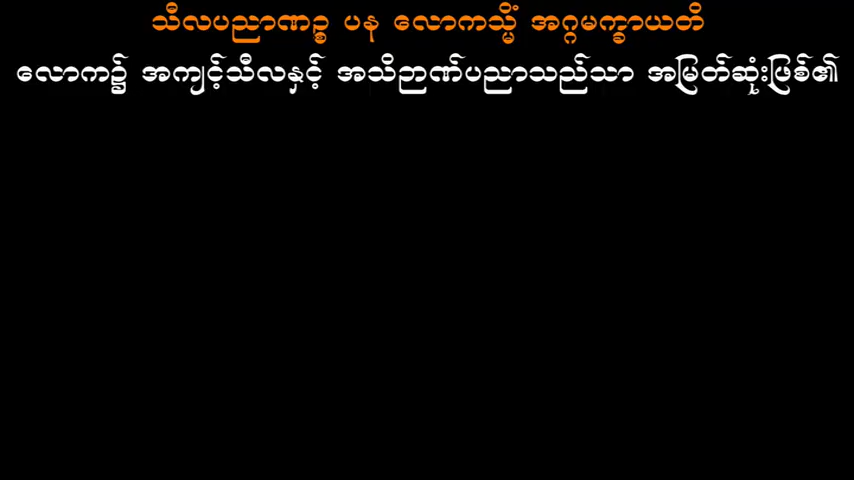 သီလပညာဏဉ္စ ပန လောကသ္မိံ အဂ္ဂမက္ခာယတိ
လောက၌ အကျင့်သီလနှင့် အသိဉာဏ်ပညာသည်သာ အမြတ်ဆုံးဖြစ်၏